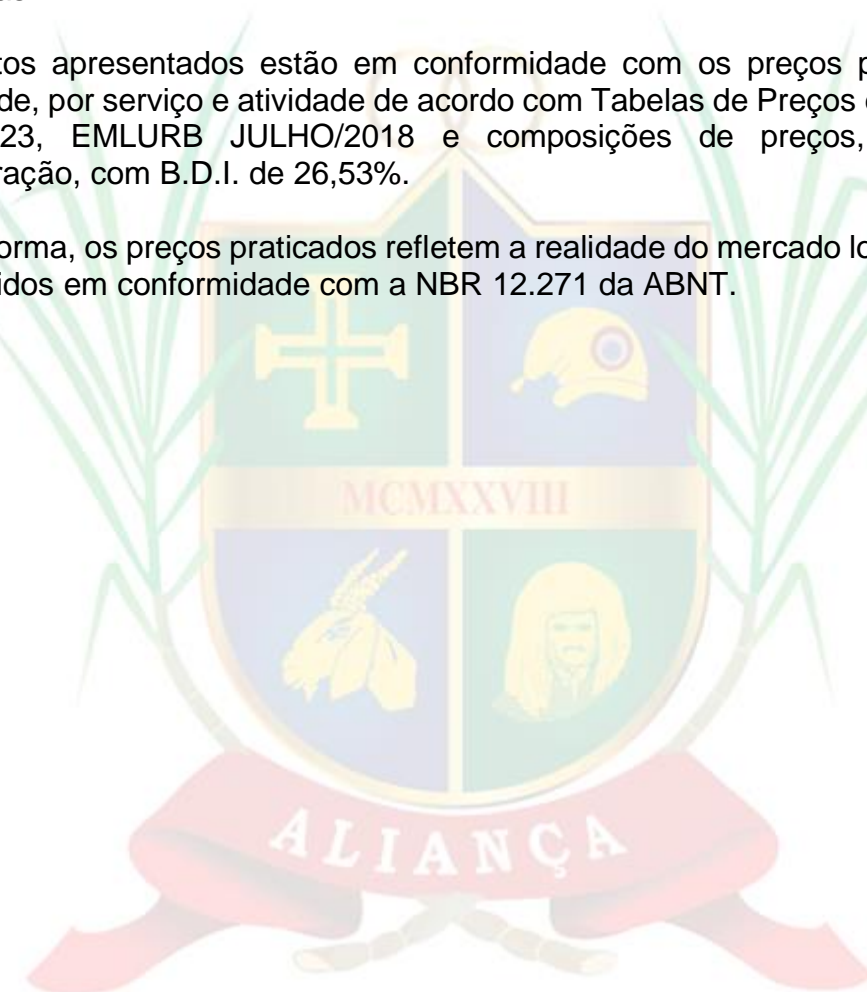 tos apresentados estão em conformidade com os preços p
de, por serviço e atividade de acordo com Tabelas de Preços
23, EMLURB JULHO/2018 e composições de preços,
ração, com B.D.I. de 26,53%.
orma, os preços praticados refletem a realidade do mercado lo
idos em conformidade com a NBR 12.271 da ABNT.
MCMXXVIII
ALIANÇA